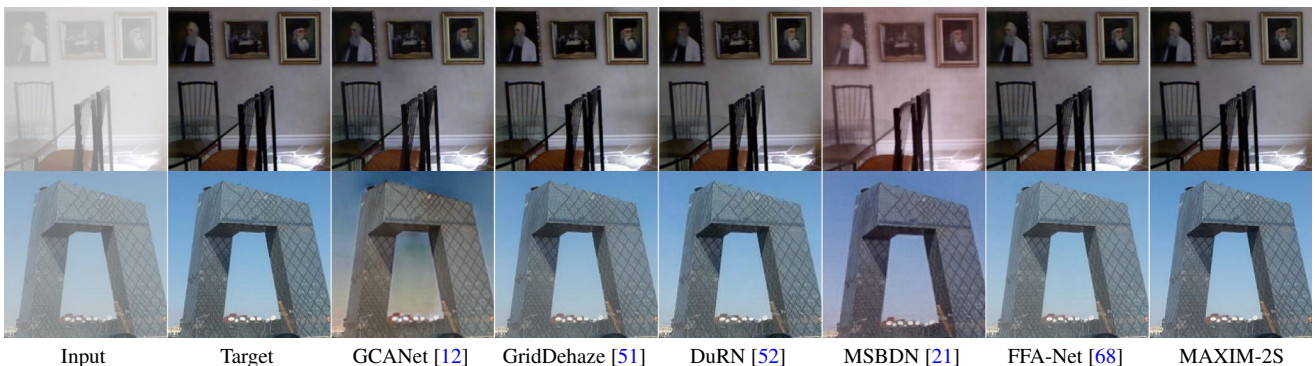 Input Target GCANet [12] GridDehaze [51] DuRN [52] MSBDN [21] FFA-Net [68] MAXIM-2S